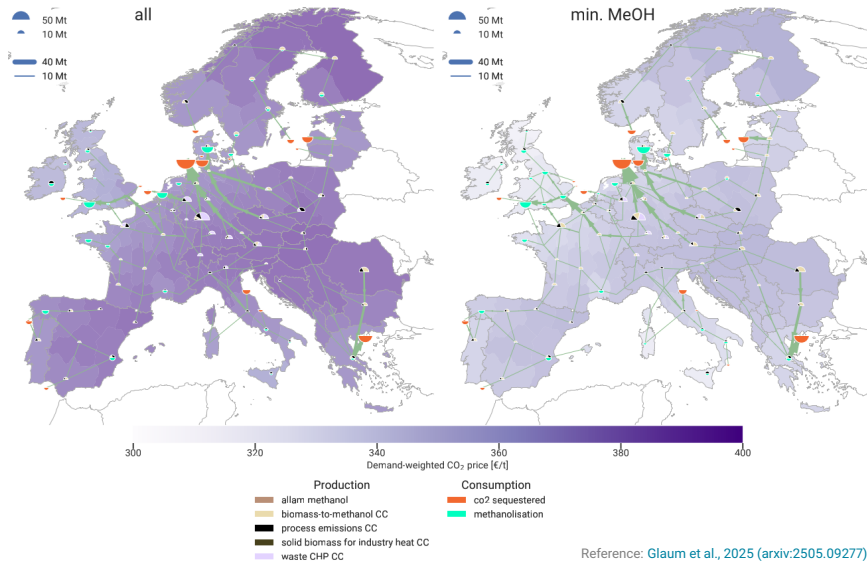 50 Mt
10 Mt
40 Mt
10 Mt
all
50 Mt
10 Mt
40 Mt
10 Mt
min. MeOH
300 320 340 360 380 400
Demand-weighted CO₂ price [€/t]
Production
allam methanol
biomass-to-methanol CC
process emissions CC
solid biomass for industry heat CC
waste CHP CC
Consumption
co2 sequestered
methanolisation
Reference: Glaum et al., 2025 (arxiv:2505.09277)